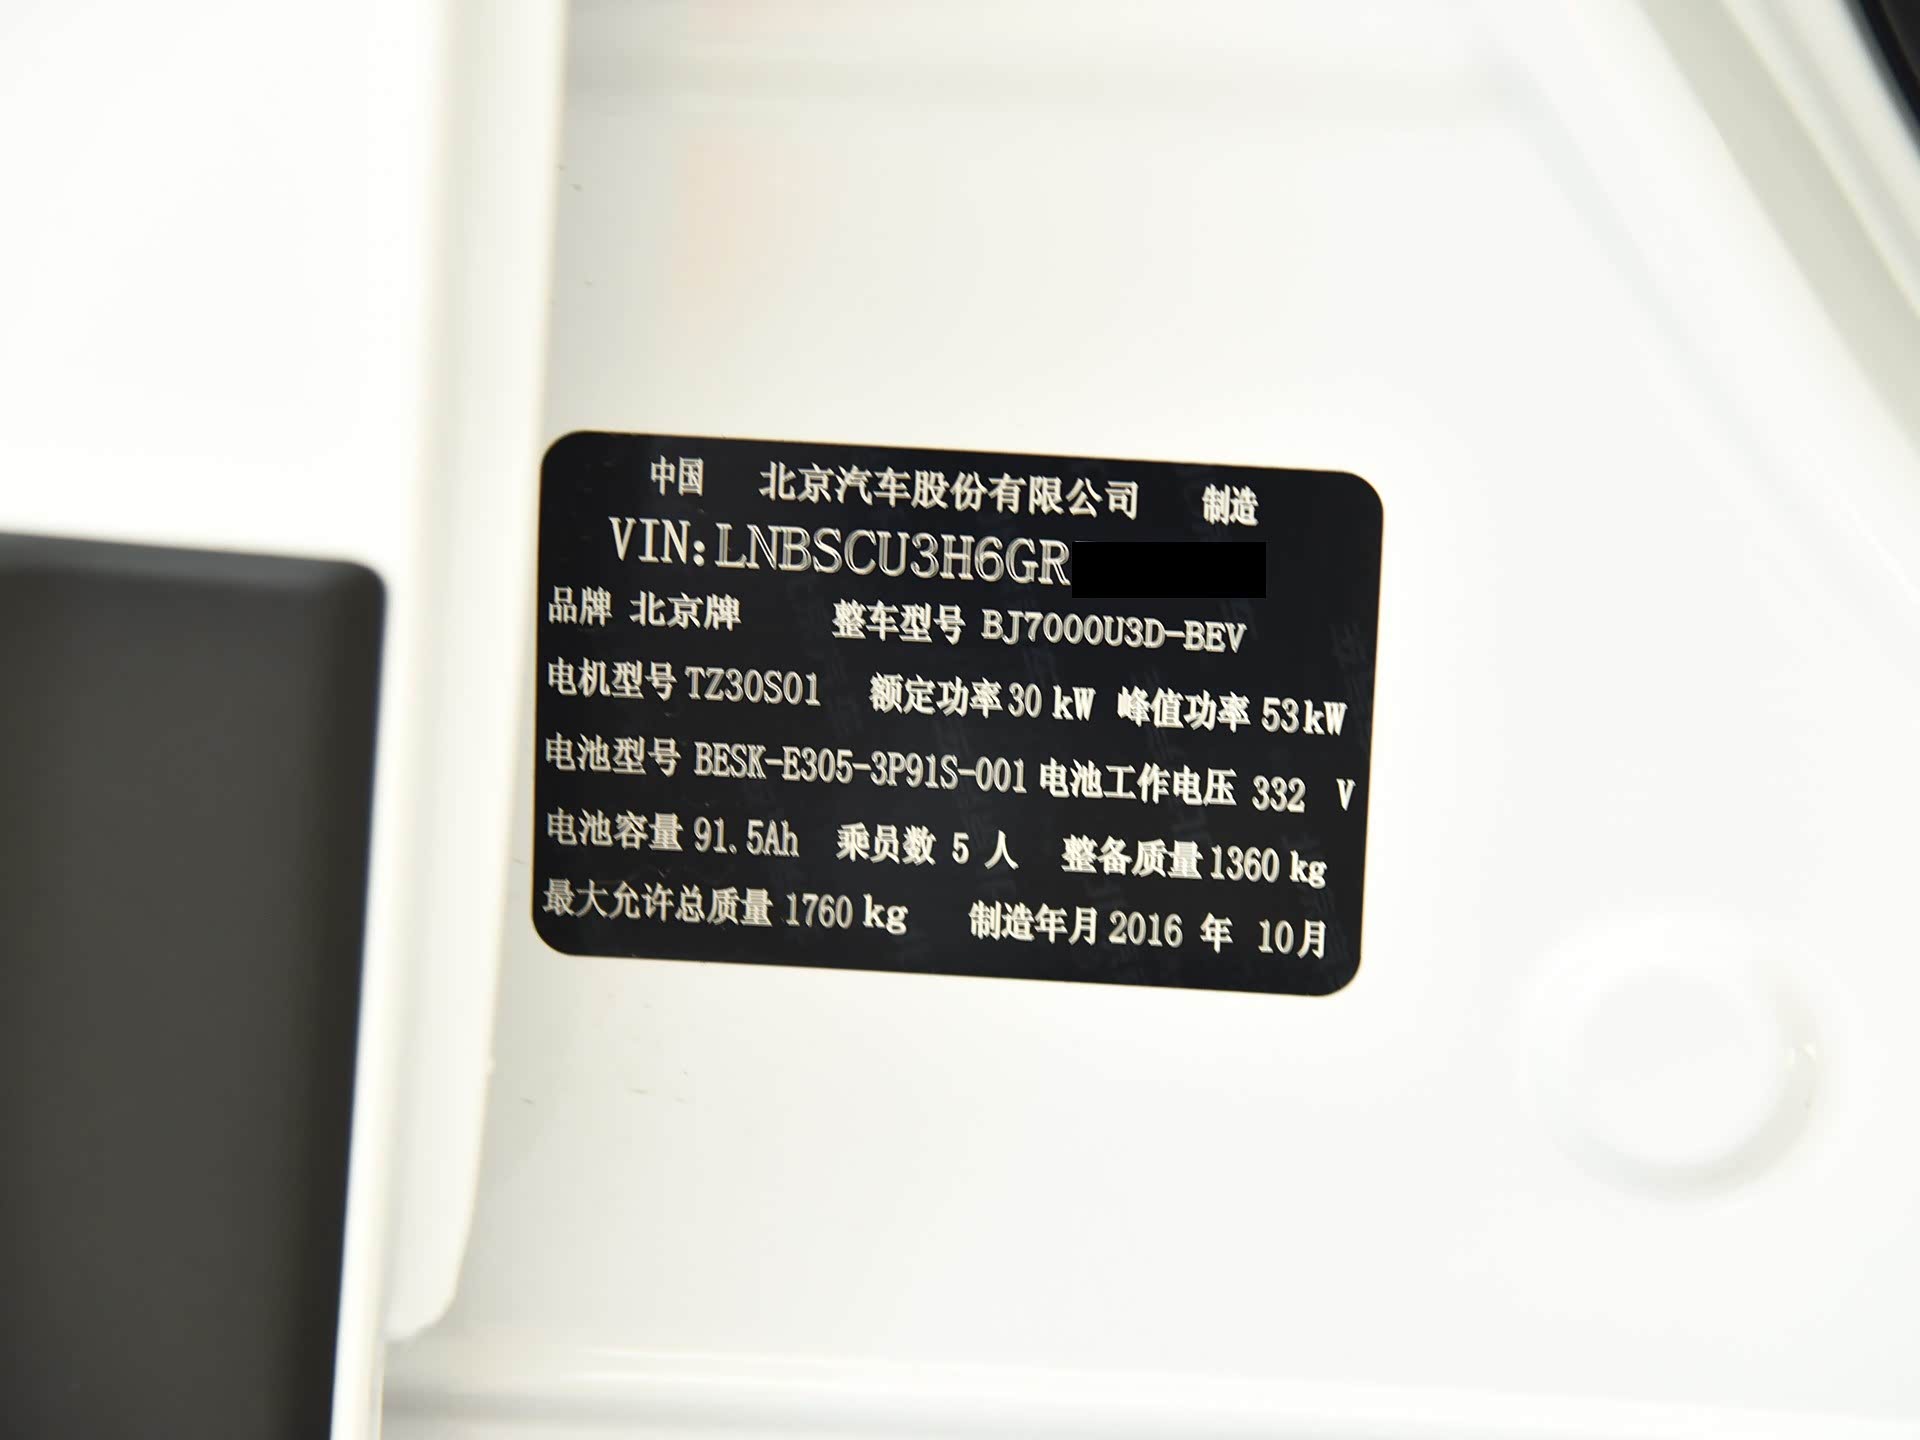 中国 北京汽车股份有限公司 制造
VIN:LNBSCU3H6GR
品牌 北京牌 整车型号 BJ7000U3D-BEV
电机型号 TZ30S01 额定功率 30 kW 峰值功率 53kW
电池型号 BESK-E305-3P91S-001 电池工作电压 332 V
电池容量 91.5Ah 乘员数 5 人 整备质量 1360 kg
最大允许总质量 1760 kg 制造年月 2016 年 10月